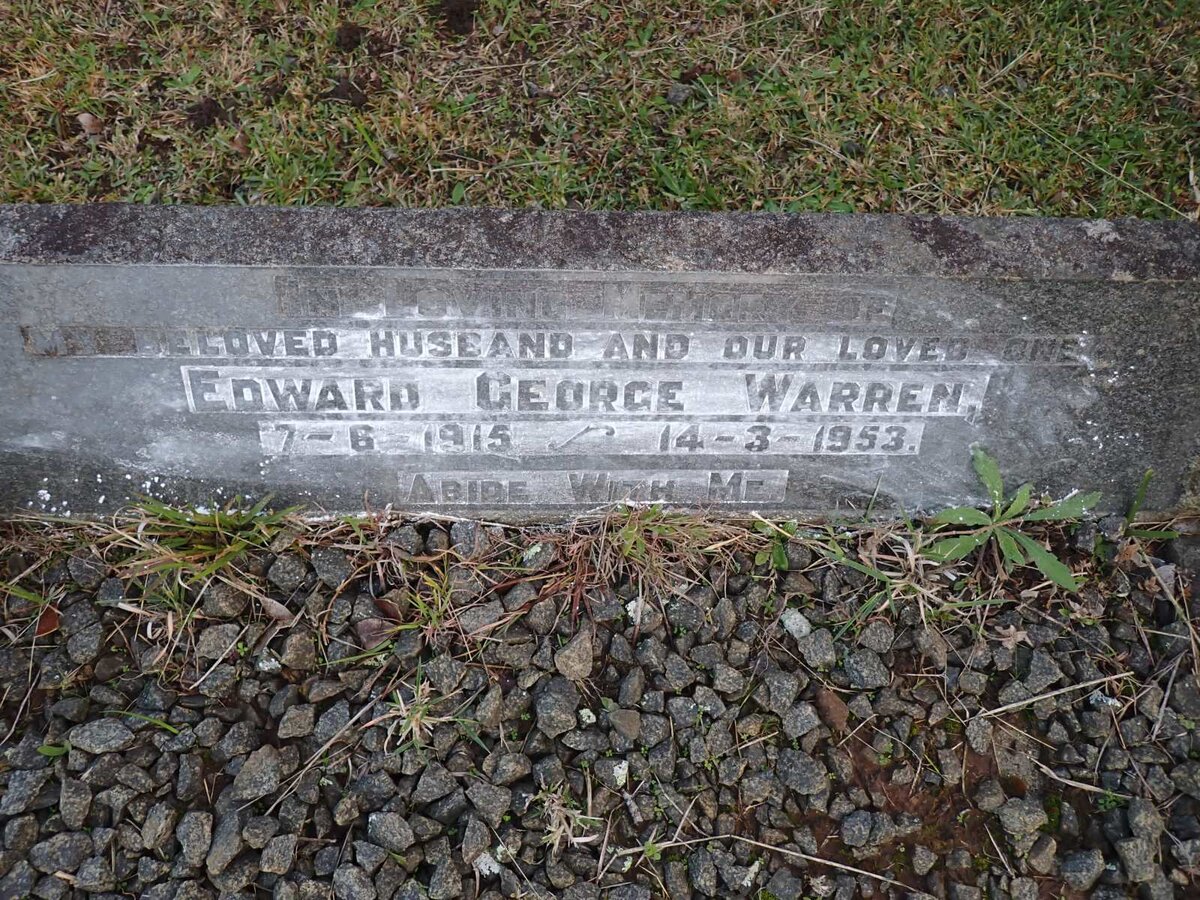 IN LOVING MEMORY OF
MY BELOVED HUSBAND AND OUR LOVED ONE
EDWARD GEORGE WARREN,
7-6-1915 ~ 14-3-1953.
ABIDE WITH ME